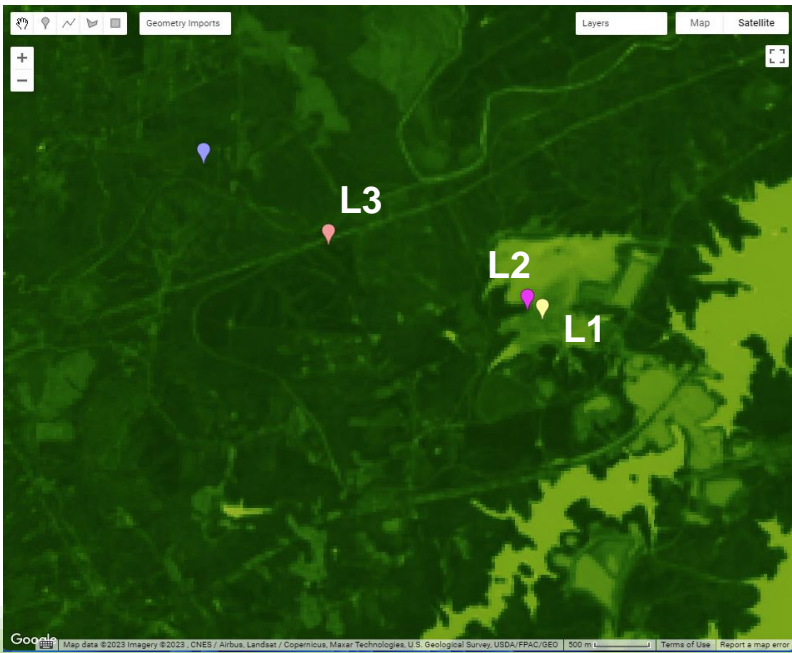 Geometry Imports
Layers
Map
Satellite
+
−
L3
L2
L1
Google
Map data ©2023 Imagery ©2023 , CNES / Airbus, Landsat / Copernicus, Maxar Technologies, U.S. Geological Survey, USDA/FPAC/GEO
500 m
Terms of Use
Report a map error